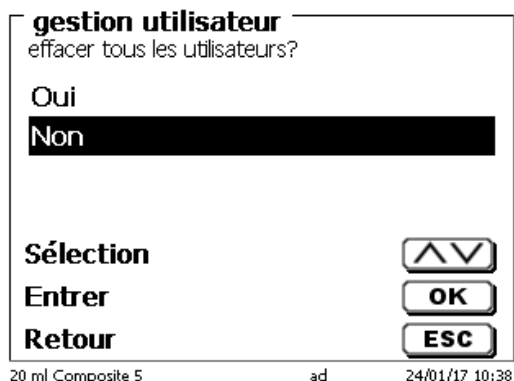 gestion utilisateur
effacer tous les utilisateurs?
Oui
Non
Sélection
Entrer OK
Retour ESC
20 ml Composite 5 ad 24/01/17 10:38